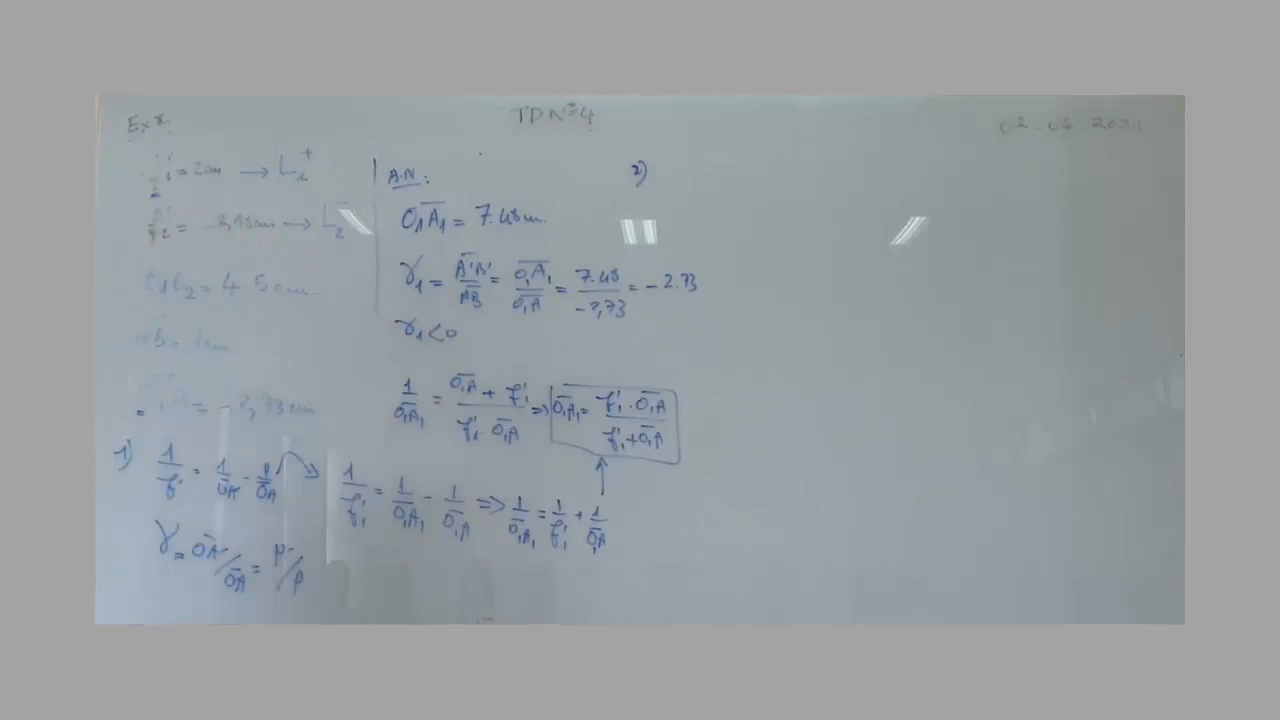 TD N°4
Ex
f'1 = 2cm → L1+
→ L2-
O1O2 = 4.5cm.
O1A = -2,73cm
1) 1/f' = 1/OA' - 1/OA
γ = OA'/OA = P'/P
1/f'1 = 1/O1A1 - 1/O1A ⇒ 1/O1A1 = 1/f'1 + 1/O1A
1/O1A1 = (O1A + f'1)/(f'1 . O1A) ⇒ O1A1 = (f'1 . O1A)/(f'1 + O1A)
A.N:
O1A1 = 7.48cm.
γ1 = A'B'/AB = O1A1/O1A = 7.48/-2,73 = -2.73
γ1 < 0
2)